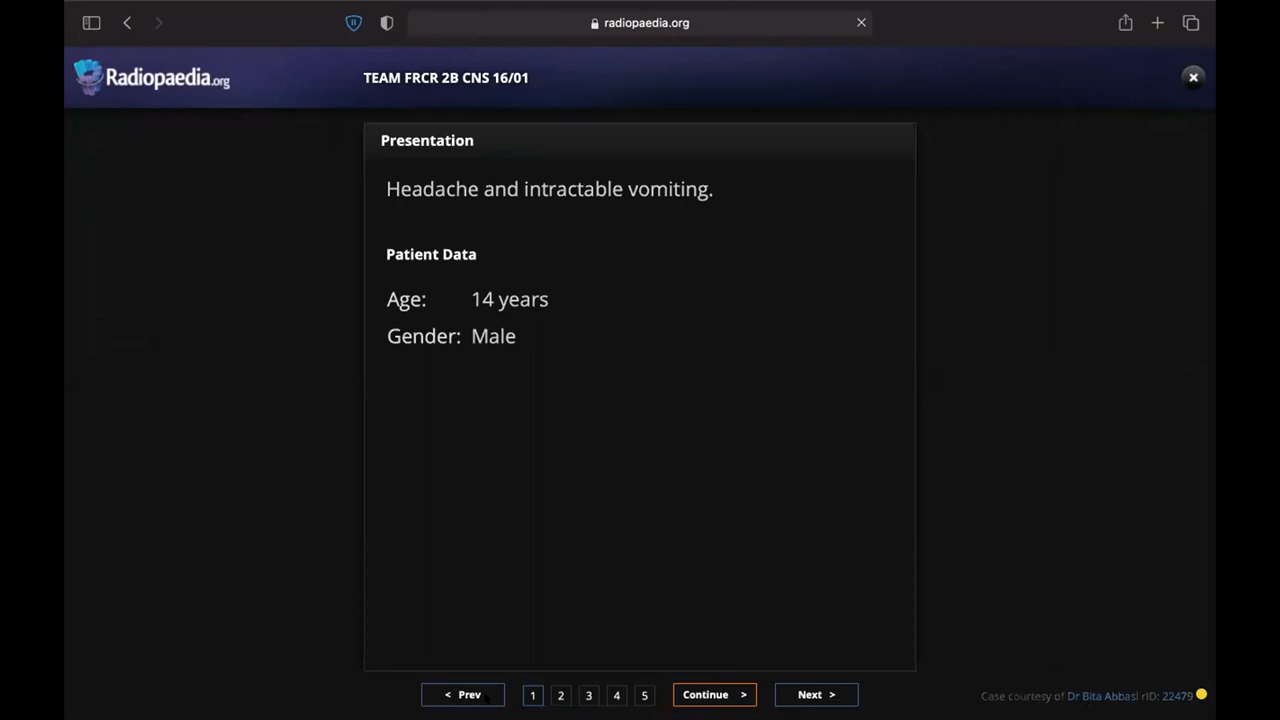 radiopaedia.org
Radiopaedia.org
TEAM FRCR 2B CNS 16/01
Presentation
Headache and intractable vomiting.
Patient Data
Age: 14 years
Gender: Male
< Prev 1 2 3 4 5 Continue > Next >
Case courtesy of Dr Bita Abbasi rID: 22479